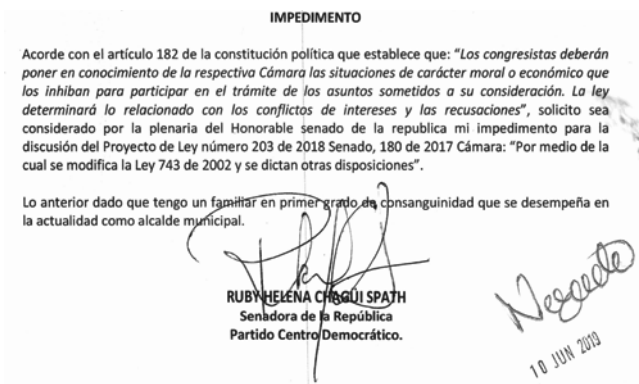 IMPEDIMENTO
Acorde con el artículo 182 de la constitución política que establece que: “Los congresistas deberán
poner en conocimiento de la respectiva Cámara las situaciones de carácter moral o económico que
los inhiban para participar en el trámite de los asuntos sometidos a su consideración. La ley
determinará lo relacionado con los conflictos de intereses y las recusaciones”, solicito sea
considerado por la plenaria del Honorable senado de la republica mi impedimento para la
discusión del Proyecto de Ley número 203 de 2018 Senado, 180 de 2017 Cámara: “Por medio de la
cual se modifica la Ley 743 de 2002 y se dictan otras disposiciones”.
Lo anterior dado que tengo un familiar en primer grado de consanguinidad que se desempeña en
la actualidad como alcalde municipal.
RUBY HELENA CHAGÜI SPATH
Senadora de la República
Partido Centro Democrático.
Negado
10 JUN 2019